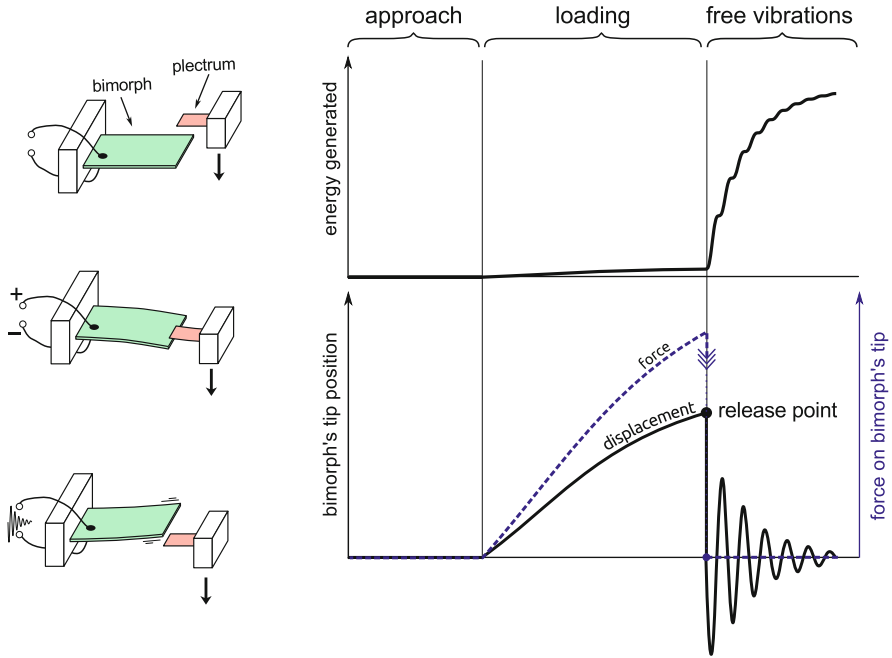 approach
loading
free vibrations
plectrum
bimorph
energy generated
+
−
bimorph's tip position
force
displacement
release point
force on bimorph's tip